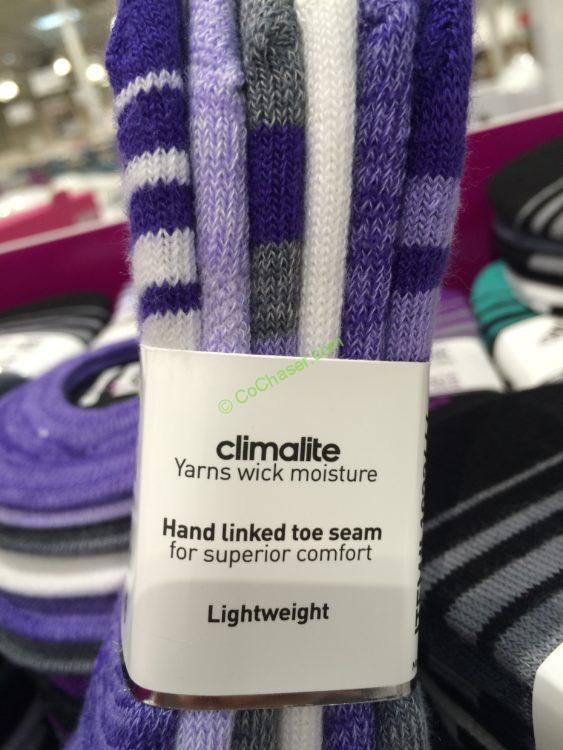 © CoChaser.com
climalite
Yarns wick moisture
Hand linked toe seam
for superior comfort
Lightweight